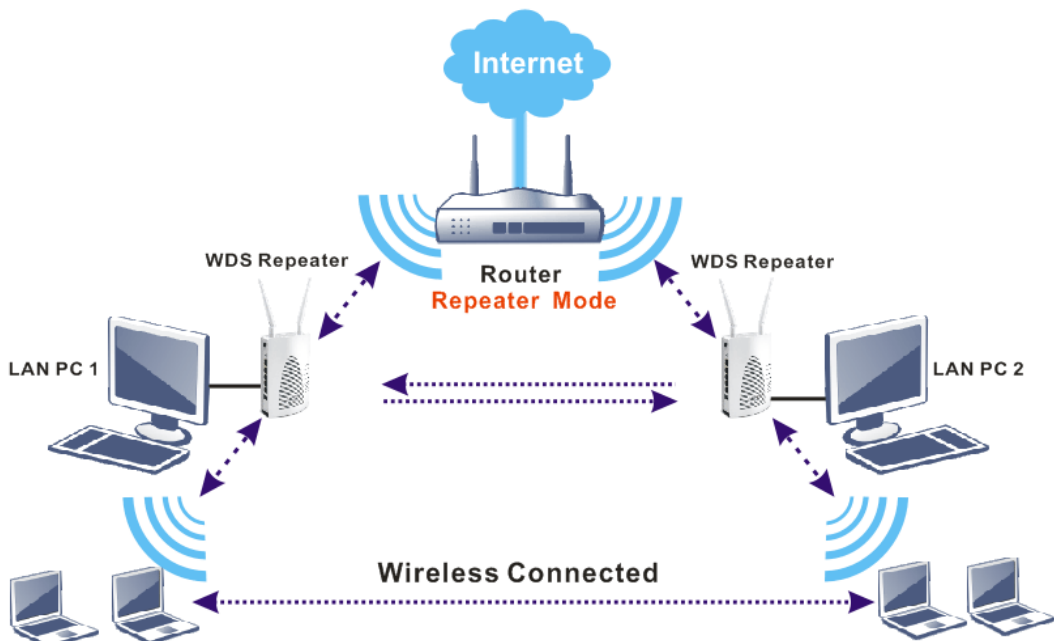 Internet
WDS Repeater
WDS Repeater
Router
Repeater Mode
LAN PC 1
LAN PC 2
Wireless Connected